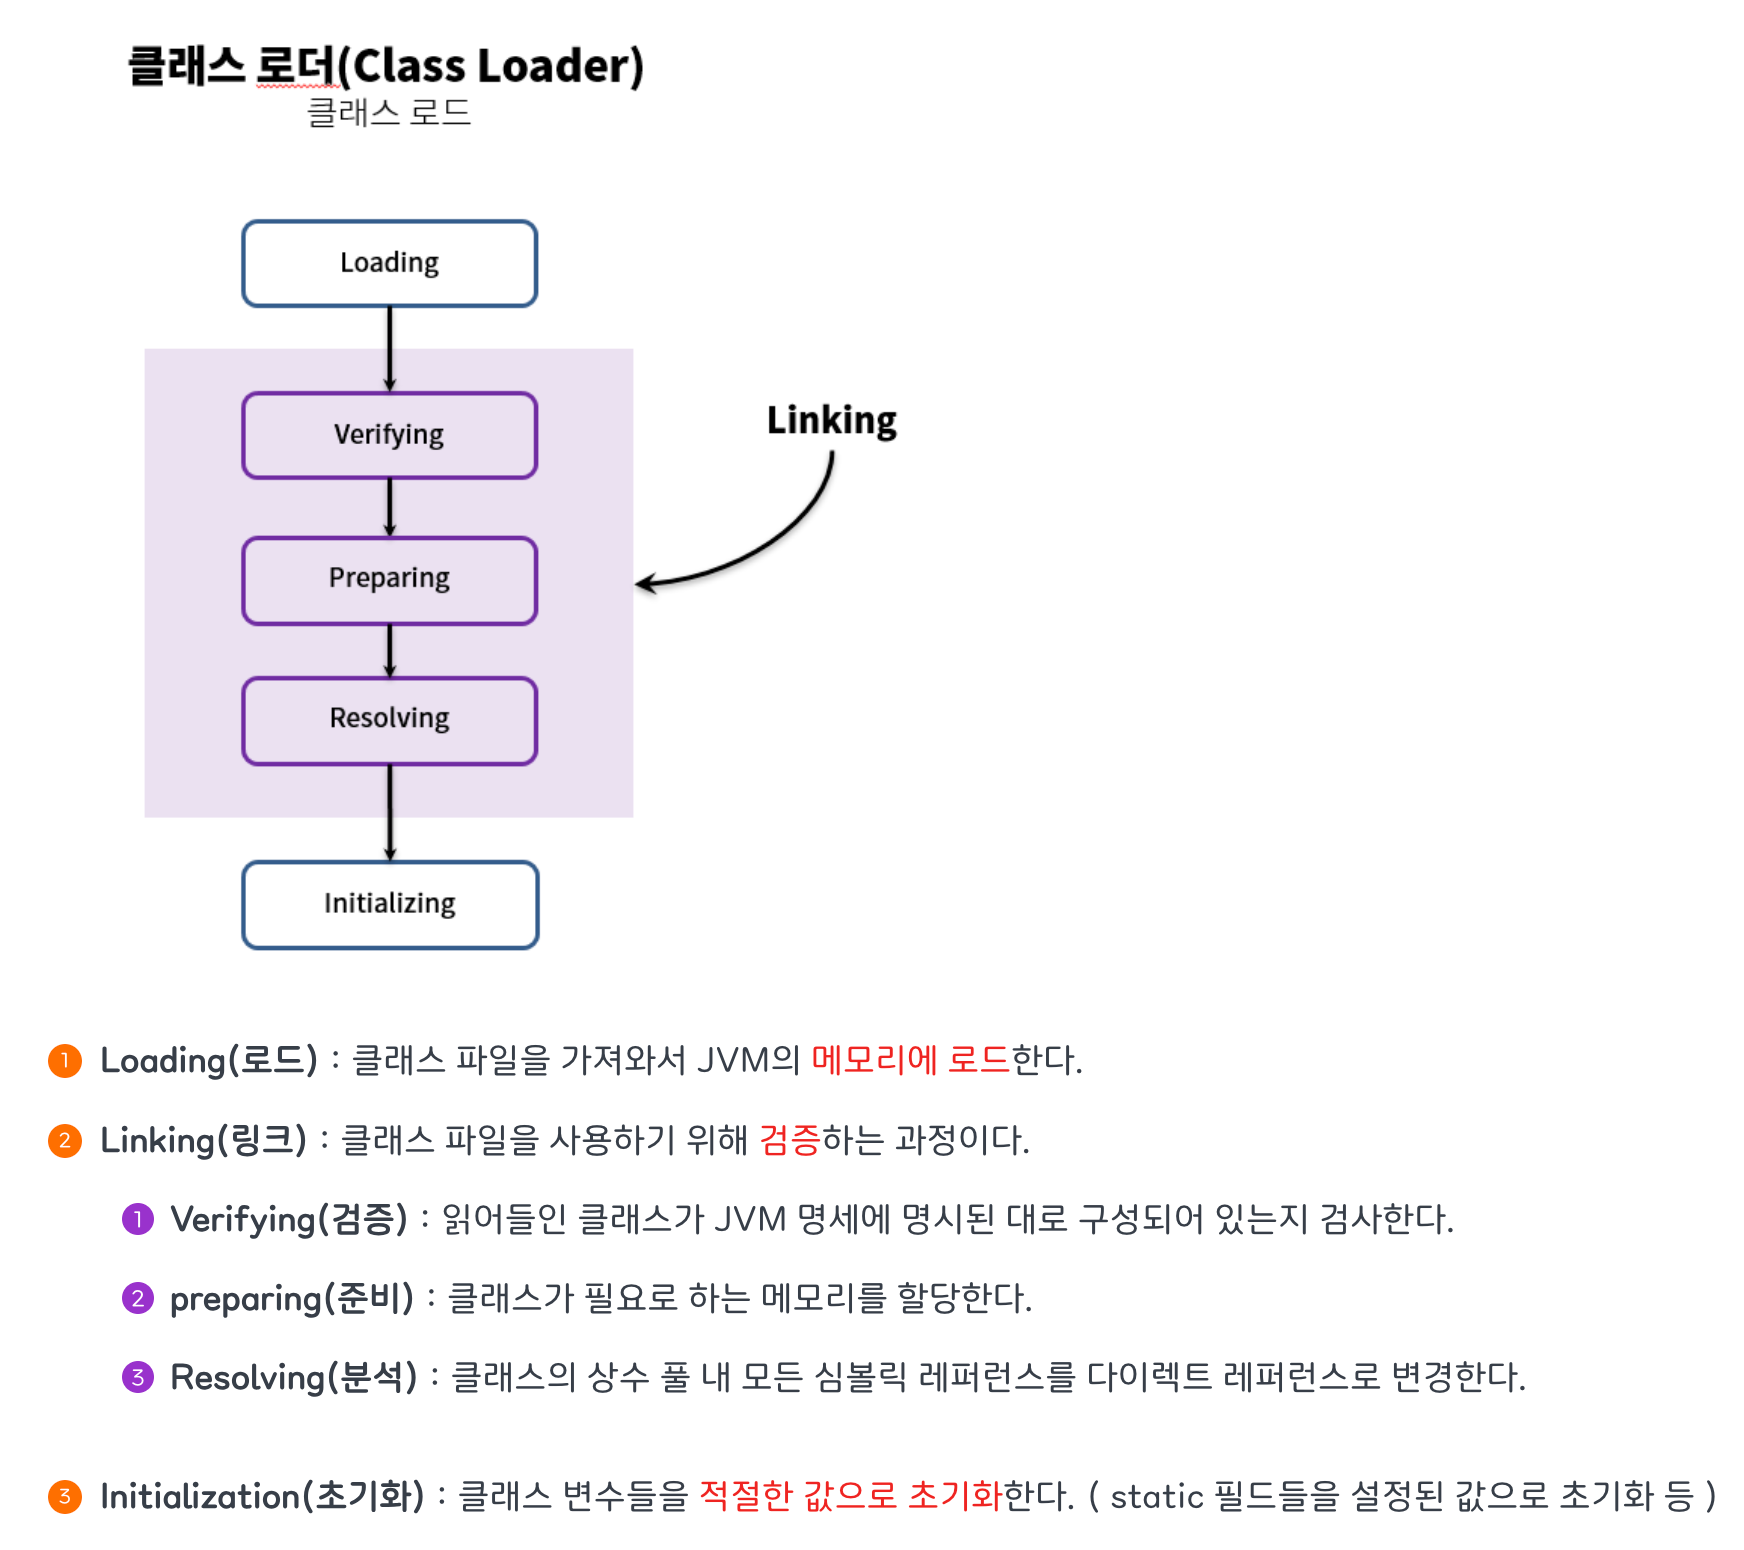 클래스 로더(Class Loader)
클래스 로드
Loading
Verifying
Linking
Preparing
Resolving
Initializing
1 Loading(로드) : 클래스 파일을 가져와서 JVM의 메모리에 로드한다.
2 Linking(링크) : 클래스 파일을 사용하기 위해 검증하는 과정이다.
1 Verifying(검증) : 읽어들인 클래스가 JVM 명세에 명시된 대로 구성되어 있는지 검사한다.
2 preparing(준비) : 클래스가 필요로 하는 메모리를 할당한다.
3 Resolving(분석) : 클래스의 상수 풀 내 모든 심볼릭 레퍼런스를 다이렉트 레퍼런스로 변경한다.
3 Initialization(초기화) : 클래스 변수들을 적절한 값으로 초기화한다. ( static 필드들을 설정된 값으로 초기화 등 )